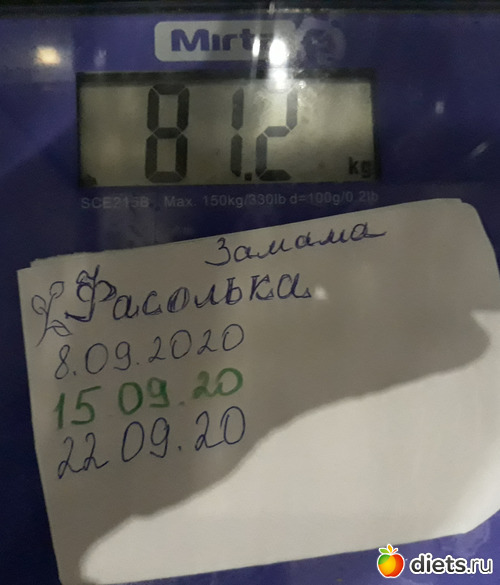 Mirta
81.2
kg
SCE215B Max 150kg/330lb d=100g/0.2lb
Замама
Фасолька
8.09.2020
15 09.20
22 09.20
diets.ru